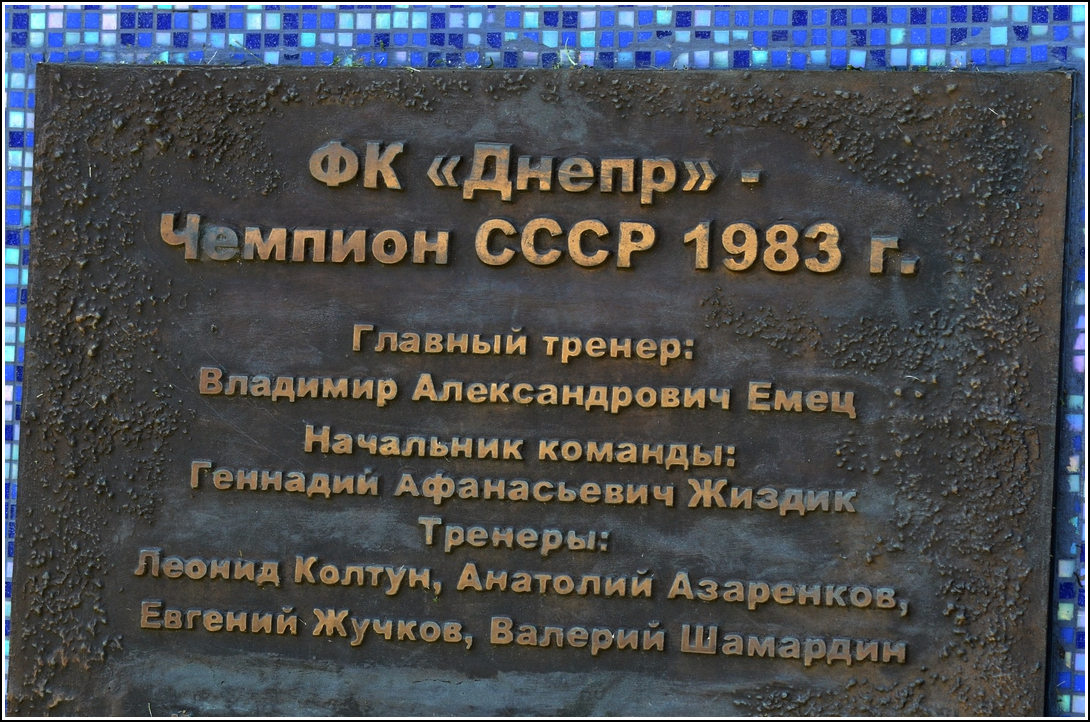 ФК «Днепр» -
Чемпион СССР 1983 г.
Главный тренер:
Владимир Александрович Емец
Начальник команды:
Геннадий Афанасьевич Жиздик
Тренеры:
Леонид Колтун, Анатолий Азаренков,
Евгений Жучков, Валерий Шамардин